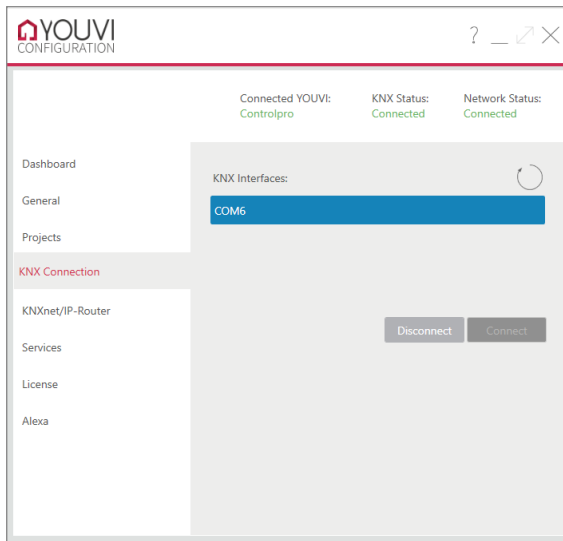 YOUVI
CONFIGURATION
?
Connected YOUVI:
Controlpro
KNX Status:
Connected
Network Status:
Connected
Dashboard
General
Projects
KNX Connection
KNXnet/IP-Router
Services
License
Alexa
KNX Interfaces:
COM6
Disconnect
Connect